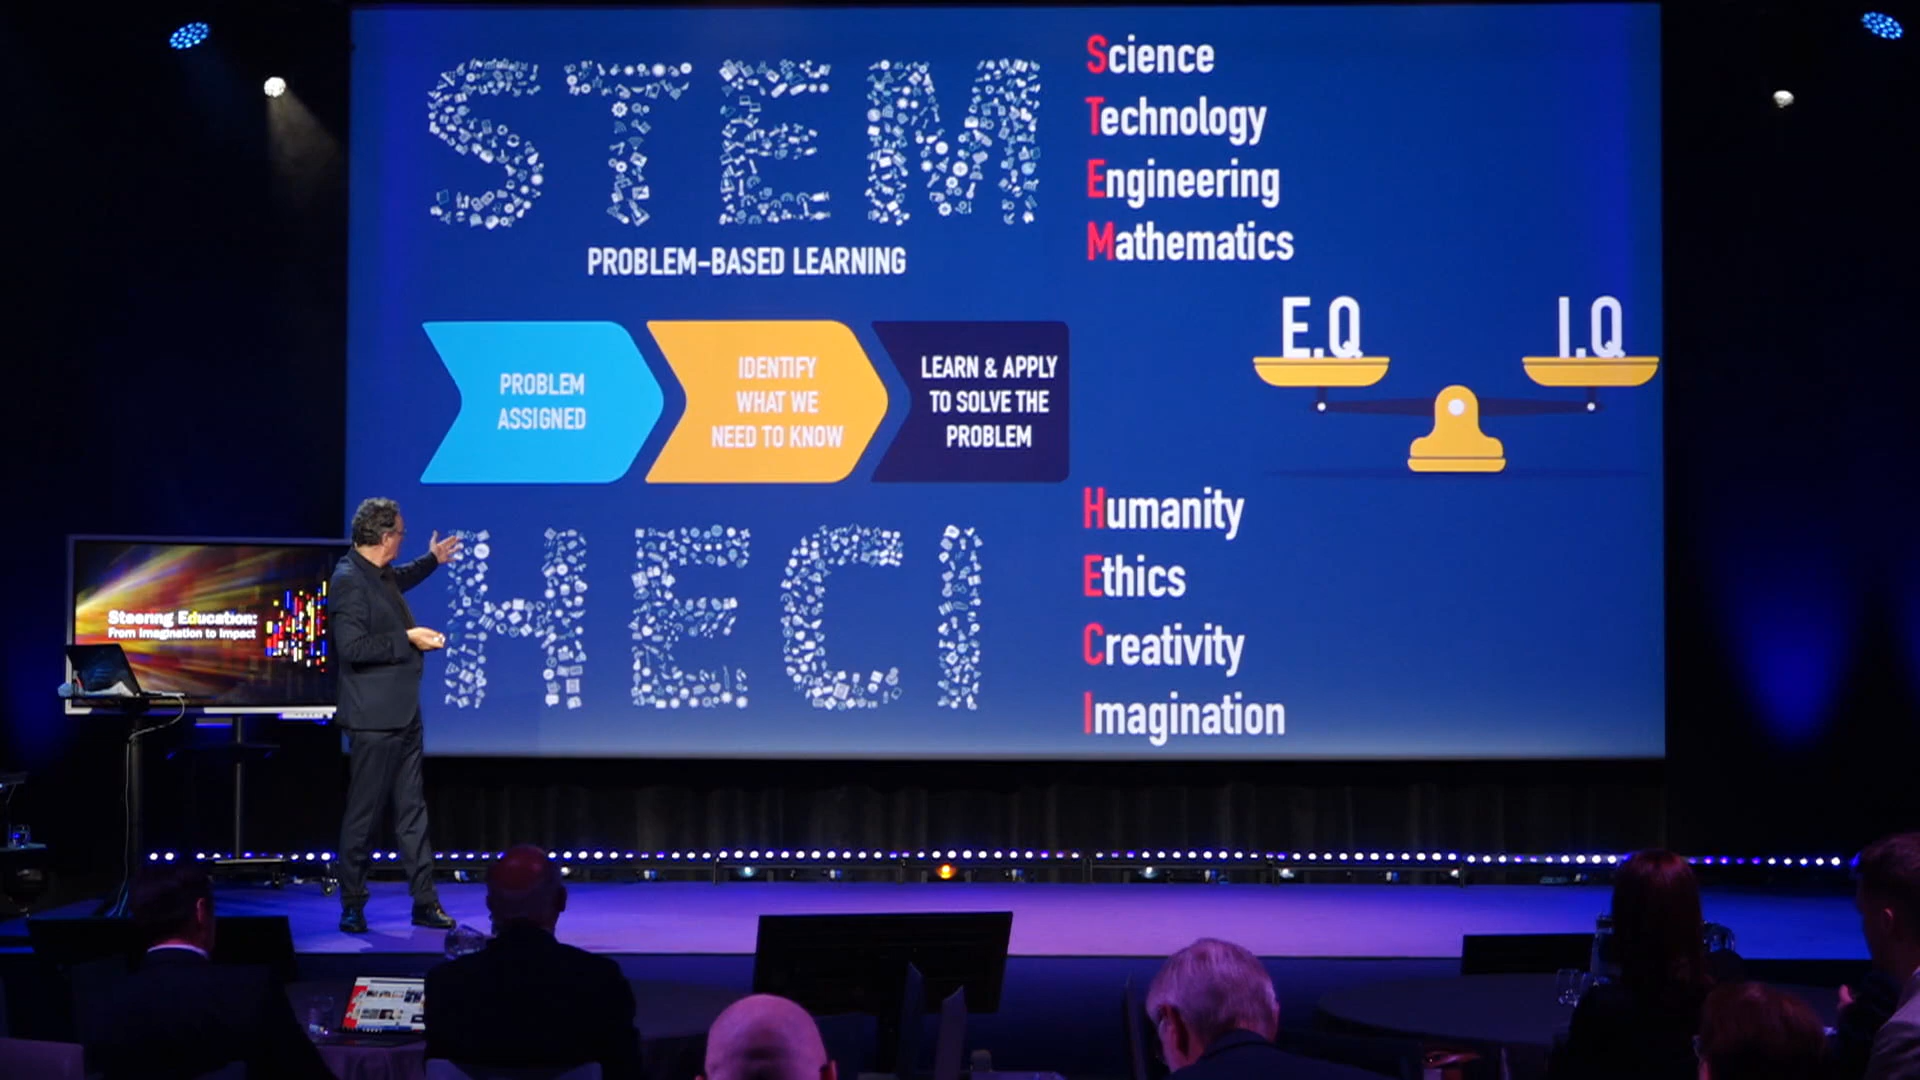 STEM
PROBLEM-BASED LEARNING
Science
Technology
Engineering
Mathematics
PROBLEM
ASSIGNED
IDENTIFY
WHAT WE
NEED TO KNOW
LEARN & APPLY
TO SOLVE THE
PROBLEM
E.Q
I.Q
HECI
Humanity
Ethics
Creativity
Imagination
Steering Education:
From Imagination to Impact